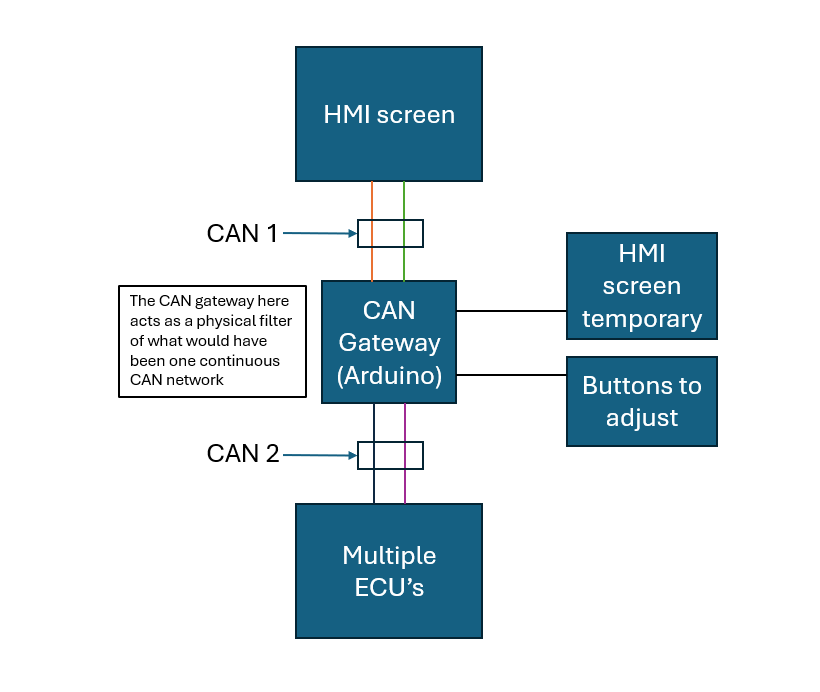 HMI screen
CAN 1
HMI
screen
temporary
The CAN gateway here
acts as a physical filter
of what would have
been one continuous
CAN network
CAN
Gateway
(Arduino)
Buttons to
adjust
CAN 2
Multiple
ECU’s